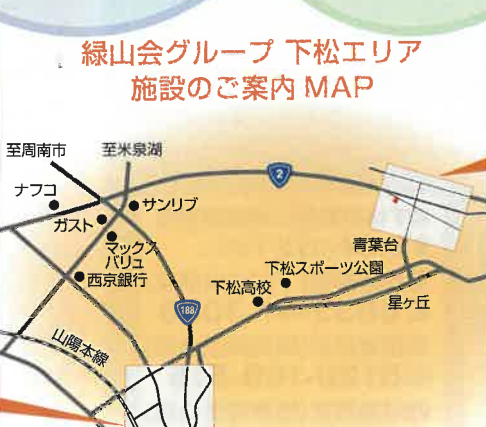 緑山会グループ 下松エリア
施設のご案内 MAP
至周南市
至米泉湖
2
ナフコ
サンリブ
ガスト
マックス
バリュ
西京銀行
青葉台
下松スポーツ公園
下松高校
星ヶ丘
188
山陽本線